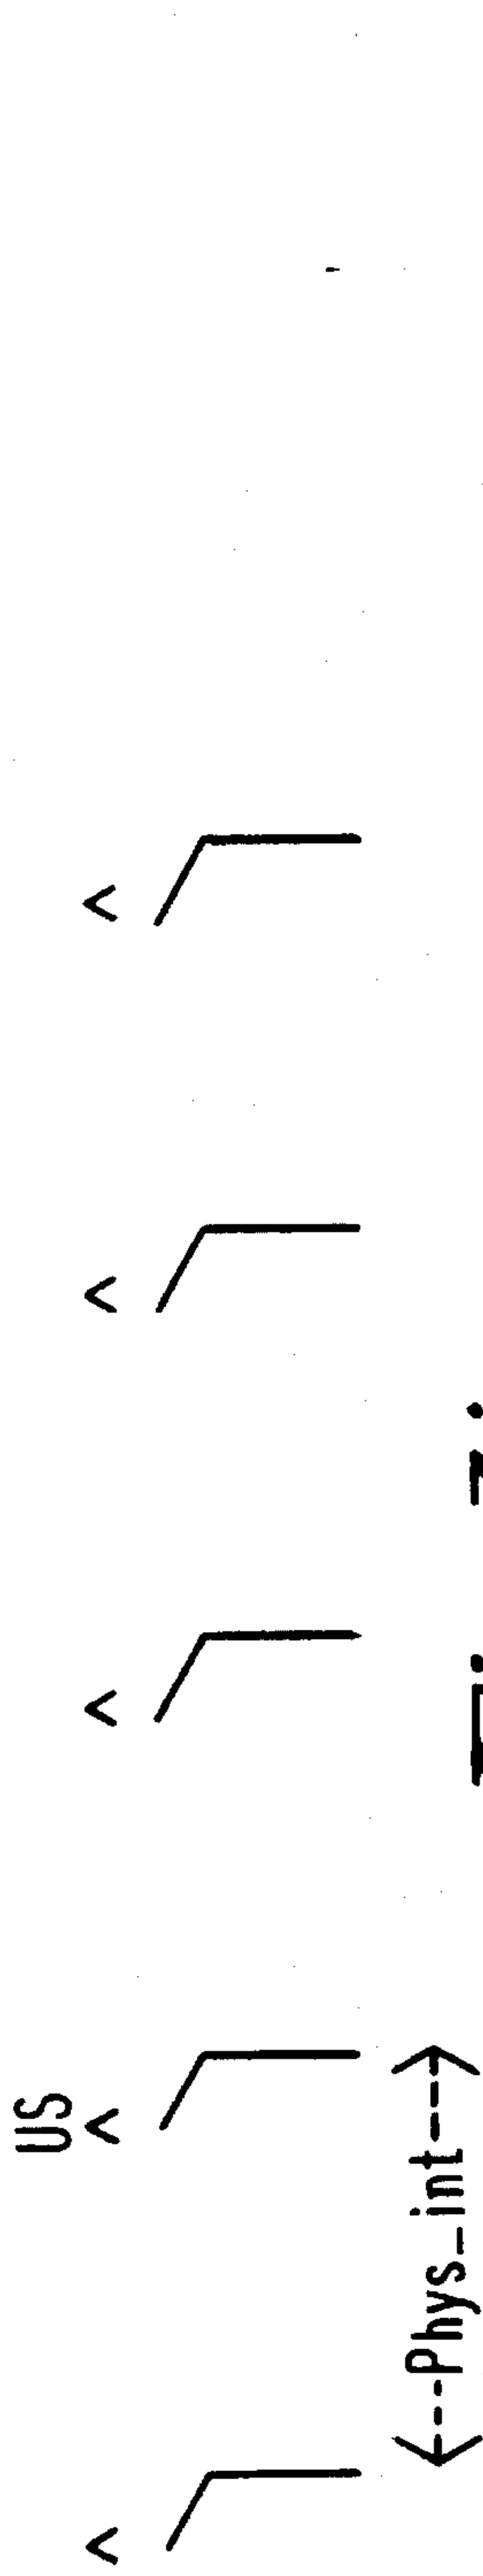 US
< < < < <
<---Phys_int--->